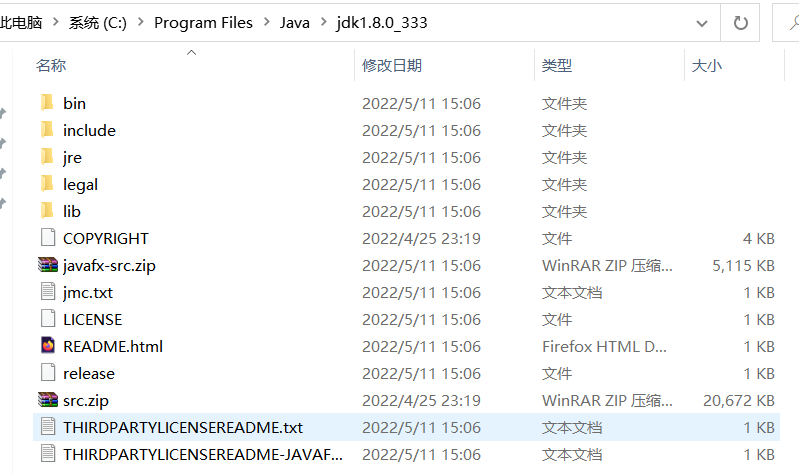 此电脑 > 系统 (C:) > Program Files > Java > jdk1.8.0_333
名称 修改日期 类型 大小
bin 2022/5/11 15:06 文件夹
include 2022/5/11 15:06 文件夹
jre 2022/5/11 15:06 文件夹
legal 2022/5/11 15:06 文件夹
lib 2022/5/11 15:06 文件夹
COPYRIGHT 2022/4/25 23:19 文件 4 KB
javafx-src.zip 2022/5/11 15:06 WinRAR ZIP 压缩... 5,115 KB
jmc.txt 2022/5/11 15:06 文本文档 1 KB
LICENSE 2022/5/11 15:06 文件 1 KB
README.html 2022/5/11 15:06 Firefox HTML D... 1 KB
release 2022/5/11 15:06 文件 1 KB
src.zip 2022/4/25 23:19 WinRAR ZIP 压缩... 20,672 KB
THIRDPARTYLICENSEREADME.txt 2022/5/11 15:06 文本文档 1 KB
THIRDPARTYLICENSEREADME-JAVAF... 2022/5/11 15:06 文本文档 1 KB